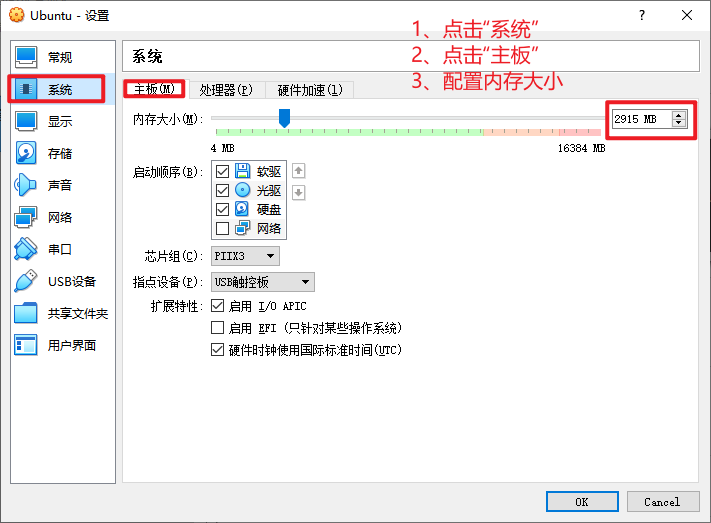 Ubuntu - 设置
?
1、点击“系统”
2、点击“主板”
3、配置内存大小
常规
系统
显示
存储
声音
网络
串口
USB设备
共享文件夹
用户界面
系统
主板(M) 处理器(P) 硬件加速(l)
内存大小(M): 2915 MB
4 MB 16384 MB
启动顺序(B): 软驱
光驱
硬盘
网络
芯片组(C): PIIX3
指点设备(P): USB触控板
扩展特性: 启用 I/O APIC
启用 EFI (只针对某些操作系统)
硬件时钟使用国际标准时间(UTC)
OK Cancel